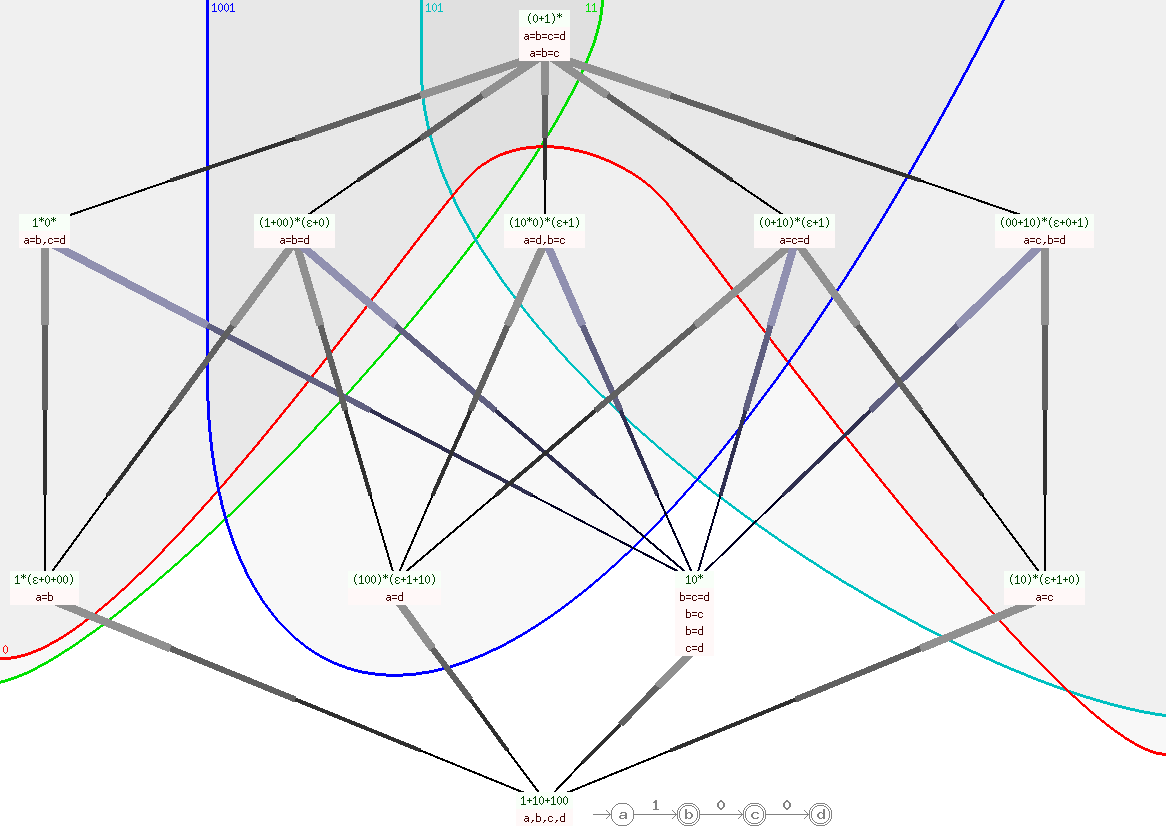 1001
101
11
(0+1)*
a=b=c=d
a=b=c
1*0*
a=b,c=d
(1+00)*(ε+0)
a=b=d
(10*0)*(ε+1)
a=d,b=c
(0+10)*(ε+1)
a=c=d
(00+10)*(ε+0+1)
a=c,b=d
1*(ε+0+00)
a=b
(100)*(ε+1+10)
a=d
10*
b=c=d
b=c
b=d
c=d
(10)*(ε+1+0)
a=c
0
1+10+100
a,b,c,d
a 1 b 0 c 0 d